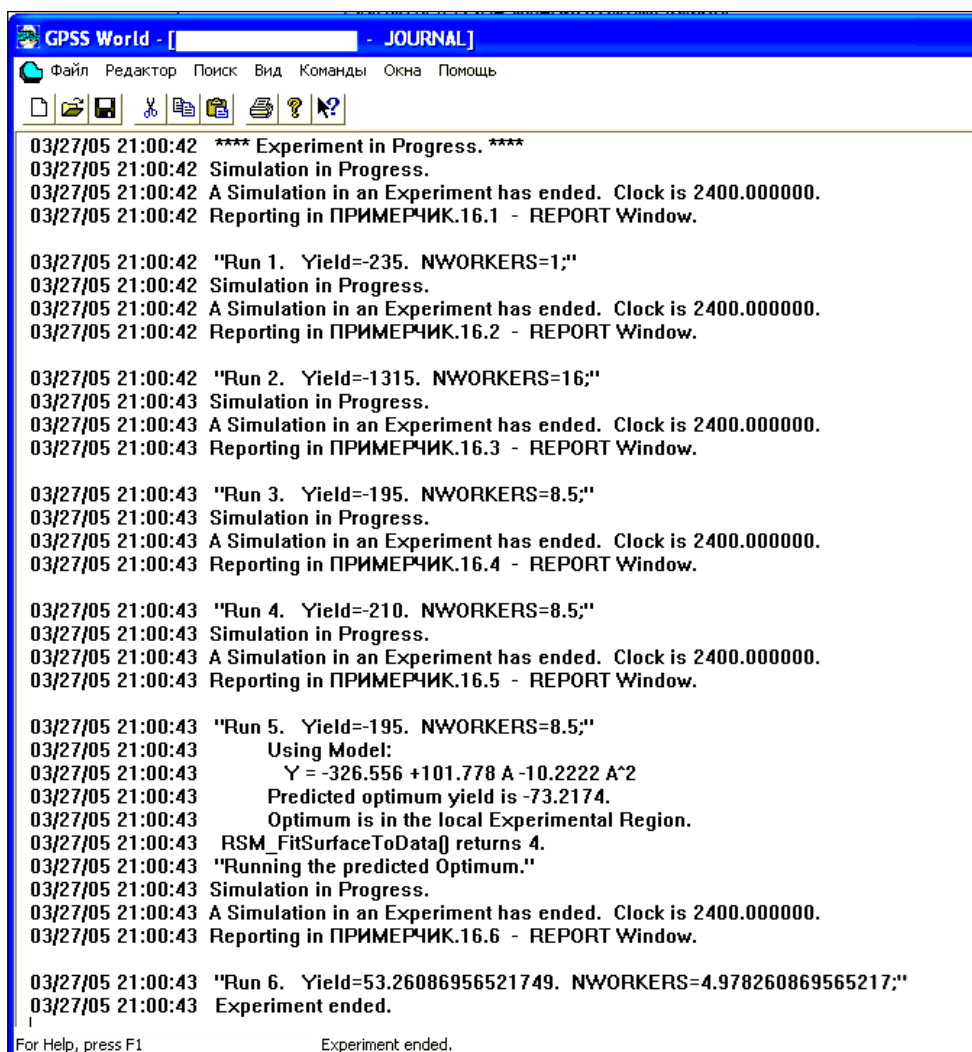 GPSS World - [ - JOURNAL]
Файл Редактор Поиск Вид Команды Окна Помощь
03/27/05 21:00:42 **** Experiment in Progress. ****
03/27/05 21:00:42 Simulation in Progress.
03/27/05 21:00:42 A Simulation in an Experiment has ended. Clock is 2400.000000.
03/27/05 21:00:42 Reporting in ПРИМЕРЧИК.16.1 - REPORT Window.
03/27/05 21:00:42 "Run 1. Yield=-235. NWORKERS=1;"
03/27/05 21:00:42 Simulation in Progress.
03/27/05 21:00:42 A Simulation in an Experiment has ended. Clock is 2400.000000.
03/27/05 21:00:42 Reporting in ПРИМЕРЧИК.16.2 - REPORT Window.
03/27/05 21:00:42 "Run 2. Yield=-1315. NWORKERS=16;"
03/27/05 21:00:43 Simulation in Progress.
03/27/05 21:00:43 A Simulation in an Experiment has ended. Clock is 2400.000000.
03/27/05 21:00:43 Reporting in ПРИМЕРЧИК.16.3 - REPORT Window.
03/27/05 21:00:43 "Run 3. Yield=-195. NWORKERS=8.5;"
03/27/05 21:00:43 Simulation in Progress.
03/27/05 21:00:43 A Simulation in an Experiment has ended. Clock is 2400.000000.
03/27/05 21:00:43 Reporting in ПРИМЕРЧИК.16.4 - REPORT Window.
03/27/05 21:00:43 "Run 4. Yield=-210. NWORKERS=8.5;"
03/27/05 21:00:43 Simulation in Progress.
03/27/05 21:00:43 A Simulation in an Experiment has ended. Clock is 2400.000000.
03/27/05 21:00:43 Reporting in ПРИМЕРЧИК.16.5 - REPORT Window.
03/27/05 21:00:43 "Run 5. Yield=-195. NWORKERS=8.5;"
03/27/05 21:00:43 Using Model:
03/27/05 21:00:43 Y = -326.556 +101.778 A -10.2222 A^2
03/27/05 21:00:43 Predicted optimum yield is -73.2174.
03/27/05 21:00:43 Optimum is in the local Experimental Region.
03/27/05 21:00:43 RSM_FitSurfaceToData() returns 4.
03/27/05 21:00:43 "Running the predicted Optimum."
03/27/05 21:00:43 Simulation in Progress.
03/27/05 21:00:43 A Simulation in an Experiment has ended. Clock is 2400.000000.
03/27/05 21:00:43 Reporting in ПРИМЕРЧИК.16.6 - REPORT Window.
03/27/05 21:00:43 "Run 6. Yield=53.26086956521749. NWORKERS=4.978260869565217;"
03/27/05 21:00:43 Experiment ended.
For Help, press F1 Experiment ended.